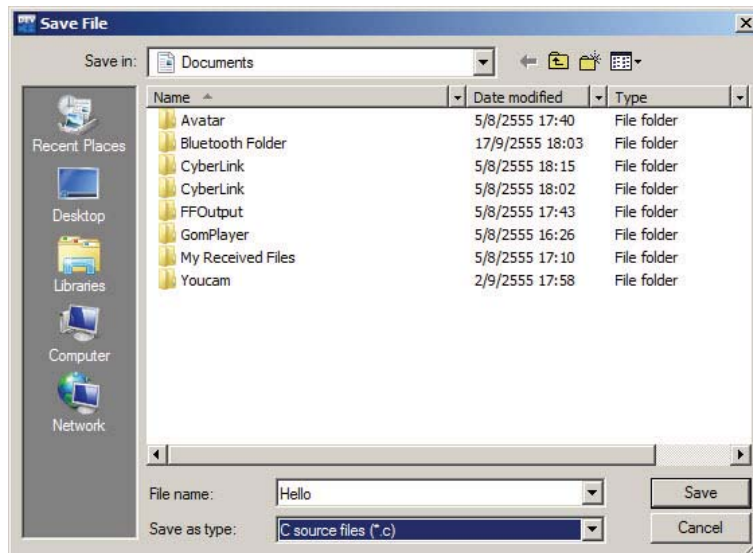 DEV
Save File
Save in: Documents
Name Date modified Type
Avatar 5/8/2555 17:40 File folder
Recent Places
Bluetooth Folder 17/9/2555 18:03 File folder
CyberLink 5/8/2555 18:15 File folder
CyberLink 5/8/2555 18:02 File folder
Desktop
FFOutput 5/8/2555 17:43 File folder
GomPlayer 5/8/2555 16:26 File folder
My Received Files 5/8/2555 17:10 File folder
Libraries
Youcam 2/9/2555 17:58 File folder
Computer
Network
File name: Hello Save
Save as type: C source files (*.c) Cancel